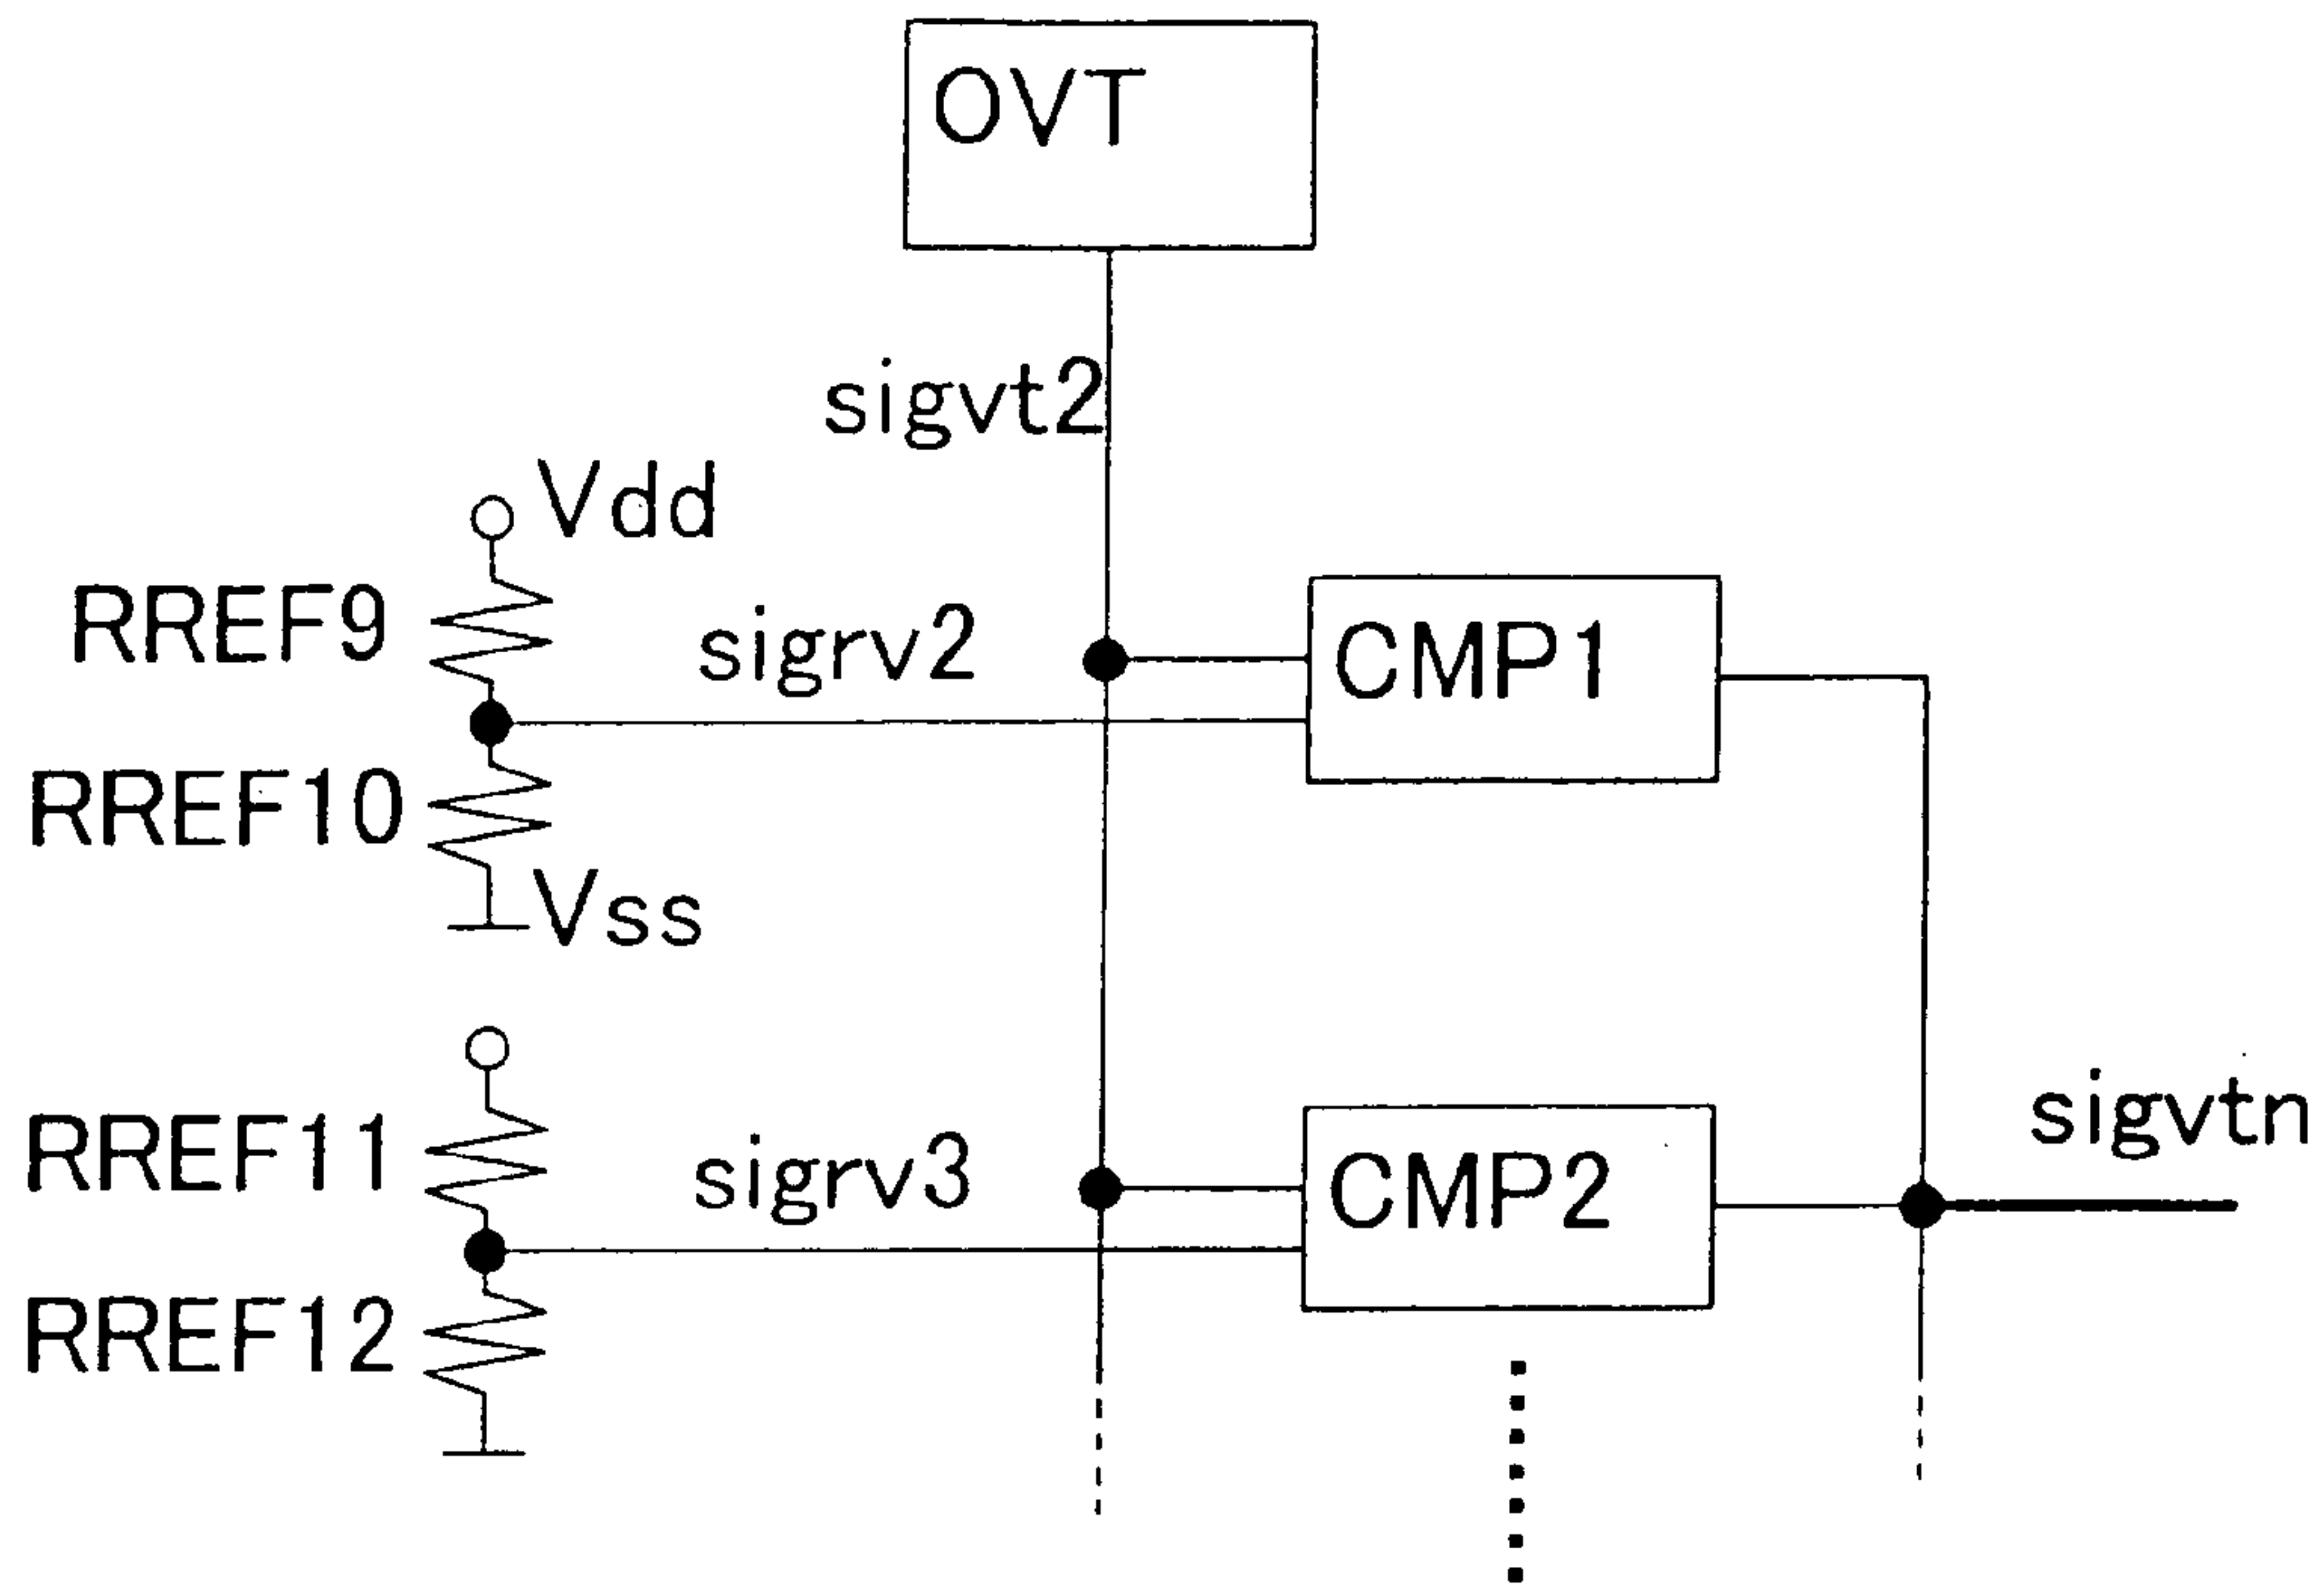 OVT
sigvt2
Vdd
RREF9
sigrv2
CMP1
RREF10
Vss
RREF11
sigrv3
CMP2
sigvtn
RREF12